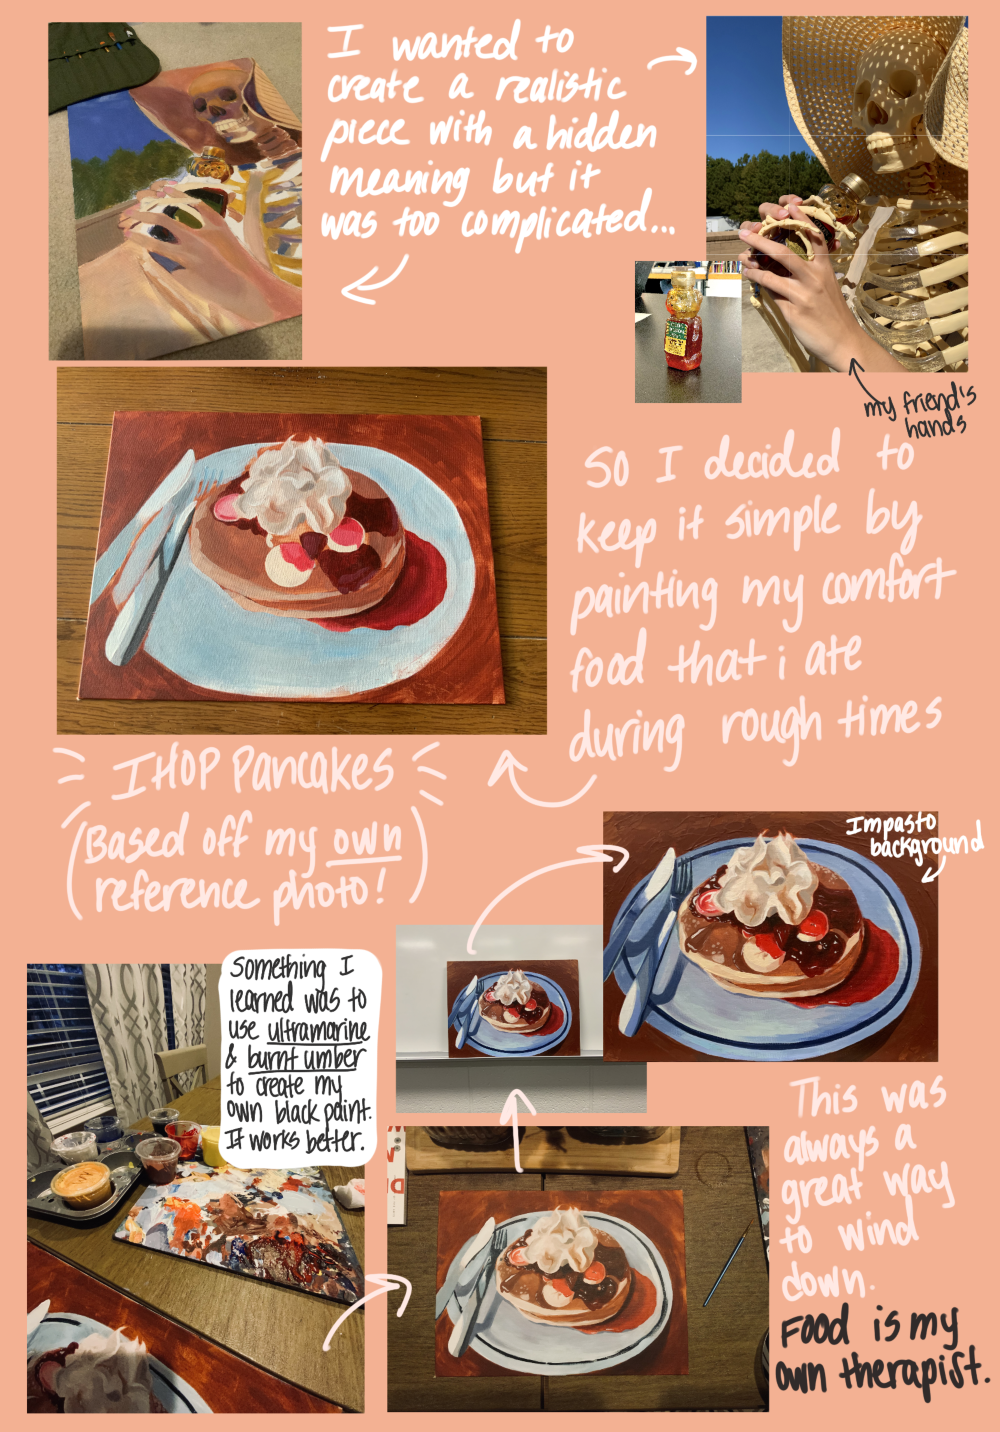 I wanted to
create a realistic
piece with a hidden
meaning but it
was too complicated...
my friend's
hands
So I decided to
keep it simple by
painting my comfort
food that i ate
during rough times
IHOP Pancakes
(Based off my own
reference photo!)
Impasto
background
Something I
learned was to
use ultramarine
& burnt umber
to create my
own black paint.
It works better.
This was
always a
great way
to wind
down.
Food is my
own therapist.